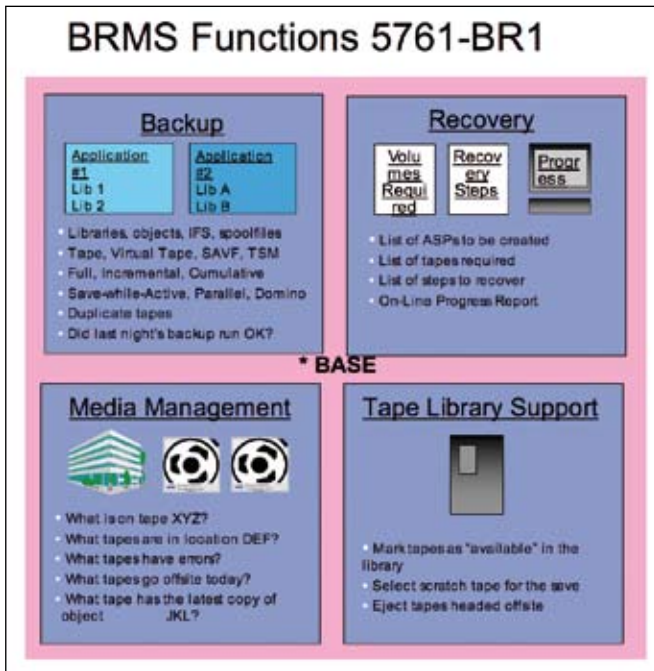 BRMS Functions 5761-BR1
Backup
Application
#1
Lib 1
Lib 2
Application
#2
Lib A
Lib B
• Libraries, objects, IFS, spoolfiles
• Tape, Virtual Tape, SAVF, TSM
• Full, Incremental, Cumulative
• Save-while-Active, Parallel, Domino
• Duplicate tapes
• Did last night's backup run OK?
Recovery
Volu
mes
Requi
red
Recov
ery
Steps
Progr
ess
• List of ASPs to be created
• List of tapes required
• List of steps to recover
• On-Line Progress Report
* BASE
Media Management
• What is on tape XYZ?
• What tapes are in location DEF?
• What tapes have errors?
• What tapes go offsite today?
• What tape has the latest copy of
object JKL?
Tape Library Support
• Mark tapes as "available" in the
library
• Select scratch tape for the save
• Eject tapes headed offsite